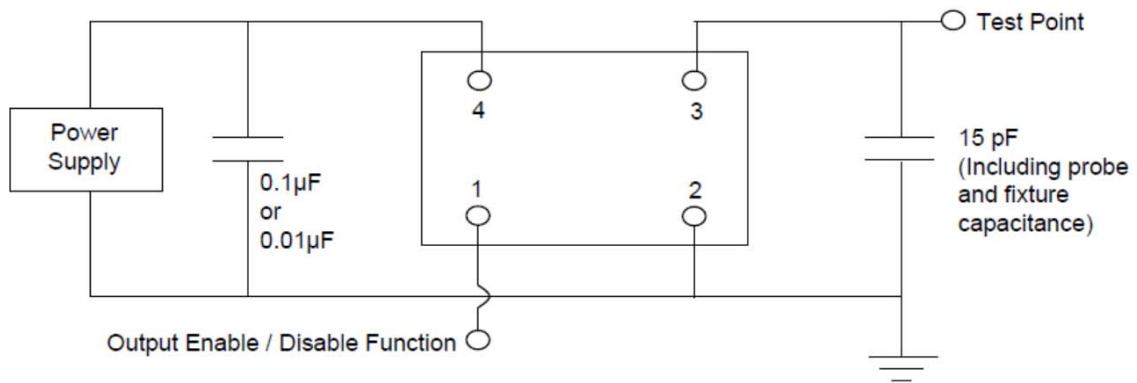 Test Point
4
3
Power
Supply
15 pF
(Including probe
and fixture
capacitance)
0.1µF
or
0.01µF
1
2
Output Enable / Disable Function